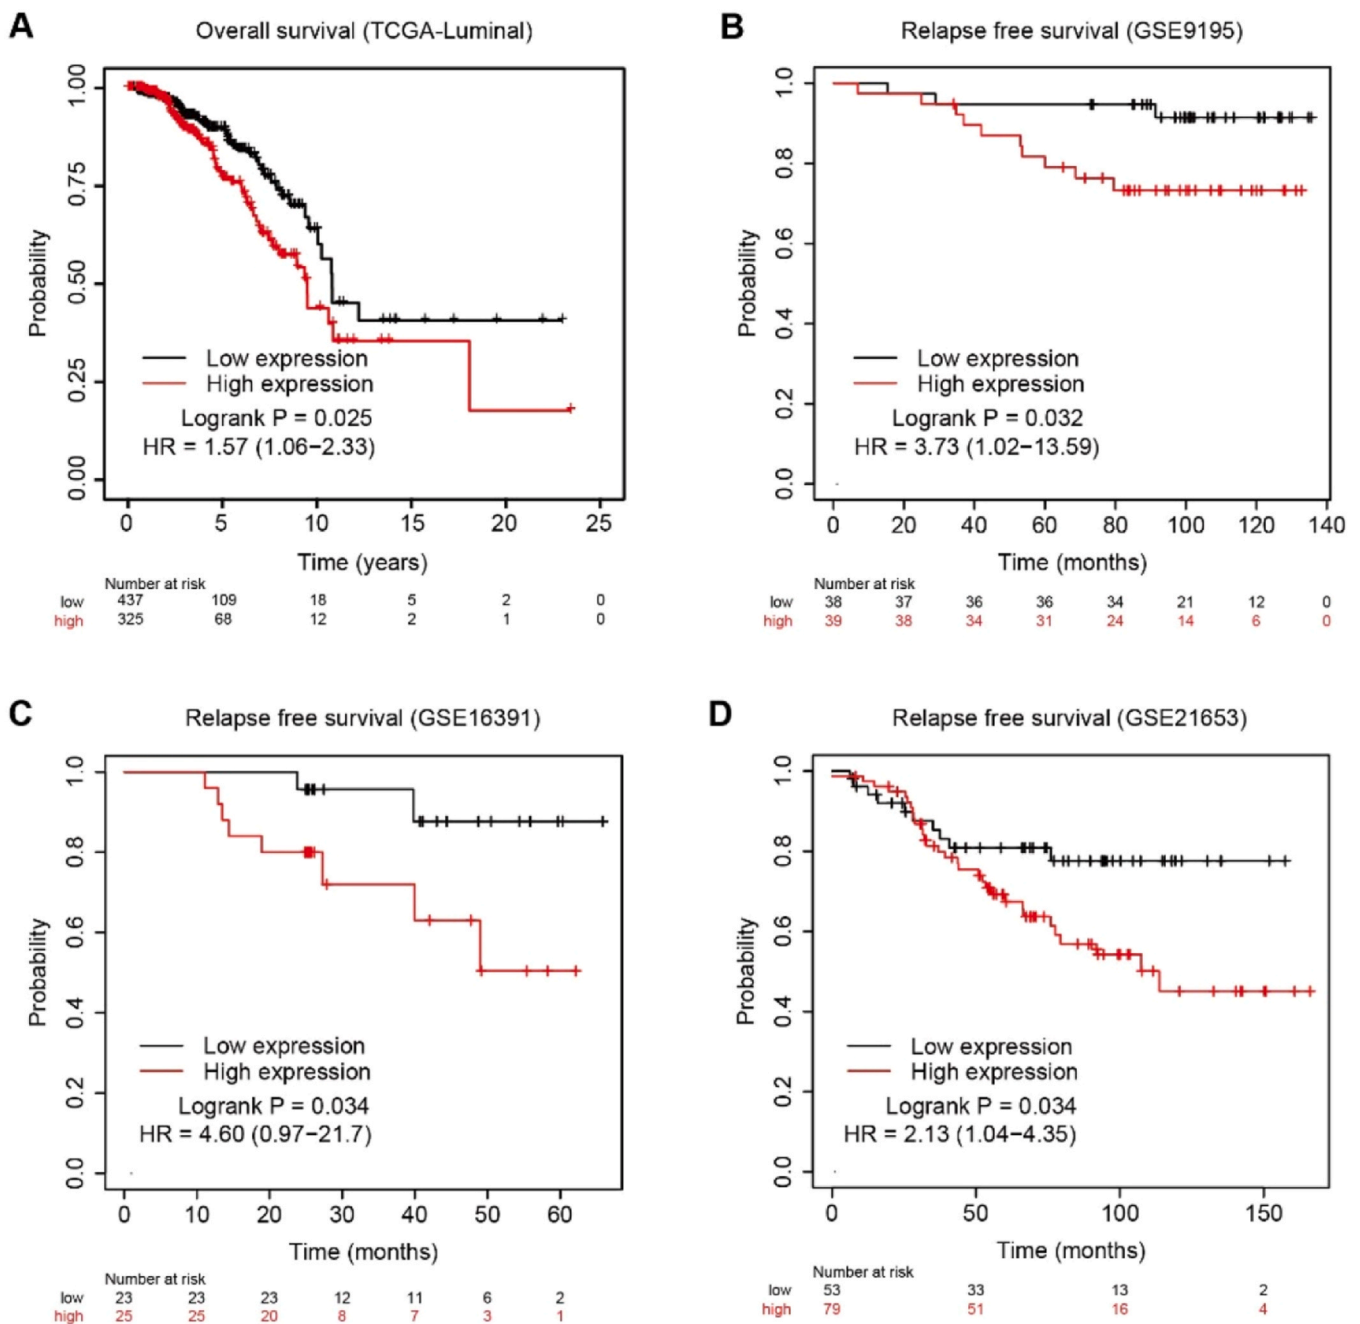 A
Overall survival (TCGA-Luminal)
Probability
1.00
0.75
0.50
0.25
0.00
Low expression
High expression
Logrank P = 0.025
HR = 1.57 (1.06−2.33)
0 5 10 15 20 25
Time (years)
Number at risk
low 437 109 18 5 2 0
high 325 68 12 2 1 0
B
Relapse free survival (GSE9195)
Probability
1.0
0.8
0.6
0.4
0.2
0.0
Low expression
High expression
Logrank P = 0.032
HR = 3.73 (1.02−13.59)
0 20 40 60 80 100 120 140
Time (months)
Number at risk
low 38 37 36 36 34 21 12 0
high 39 38 34 31 24 14 6 0
C
Relapse free survival (GSE16391)
Probability
1.0
0.8
0.6
0.4
0.2
0.0
Low expression
High expression
Logrank P = 0.034
HR = 4.60 (0.97−21.7)
0 10 20 30 40 50 60
Time (months)
Number at risk
low 23 23 23 12 11 6 2
high 25 25 20 8 7 3 1
D
Relapse free survival (GSE21653)
Probability
1.0
0.8
0.6
0.4
0.2
0.0
Low expression
High expression
Logrank P = 0.034
HR = 2.13 (1.04−4.35)
0 50 100 150
Time (months)
Number at risk
low 53 33 13 2
high 79 51 16 4